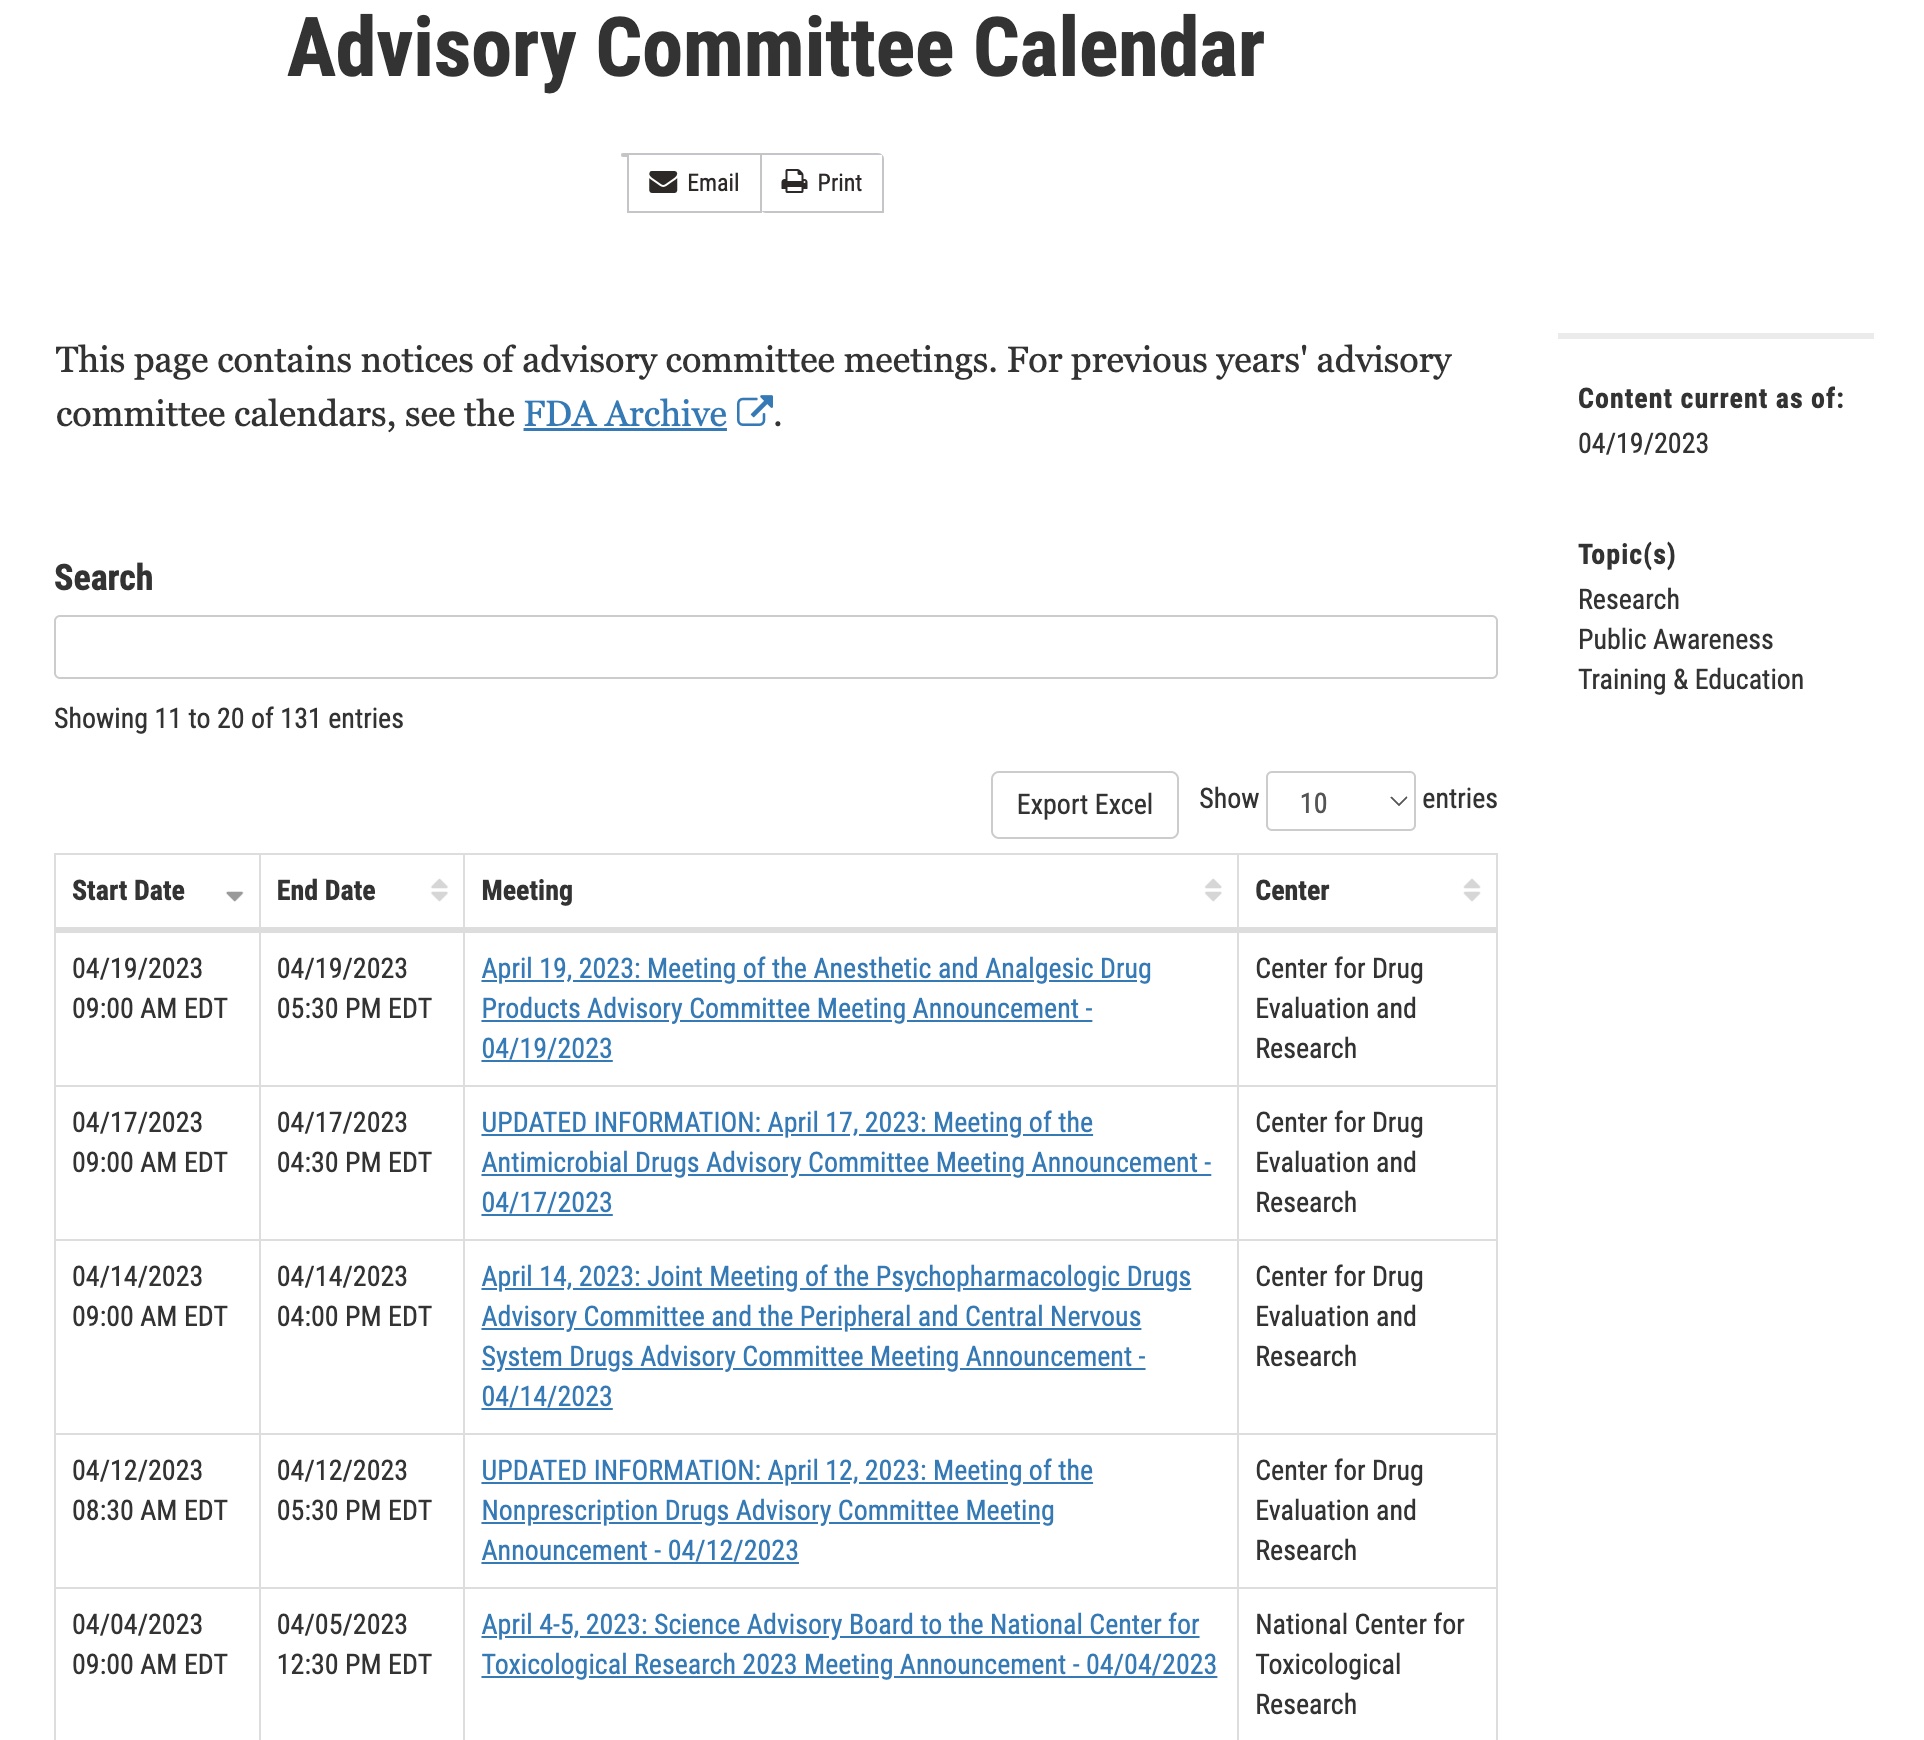 Advisory Committee Calendar
Email
Print
This page contains notices of advisory committee meetings. For previous years' advisory
committee calendars, see the FDA Archive.
Content current as of:
04/19/2023
Topic(s)
Research
Public Awareness
Training & Education
Search
Showing 11 to 20 of 131 entries
Export Excel
Show 10 entries
Start Date
End Date
Meeting
Center
04/19/2023
09:00 AM EDT
04/19/2023
05:30 PM EDT
April 19, 2023: Meeting of the Anesthetic and Analgesic Drug
Products Advisory Committee Meeting Announcement -
04/19/2023
Center for Drug
Evaluation and
Research
04/17/2023
09:00 AM EDT
04/17/2023
04:30 PM EDT
UPDATED INFORMATION: April 17, 2023: Meeting of the
Antimicrobial Drugs Advisory Committee Meeting Announcement -
04/17/2023
Center for Drug
Evaluation and
Research
04/14/2023
09:00 AM EDT
04/14/2023
04:00 PM EDT
April 14, 2023: Joint Meeting of the Psychopharmacologic Drugs
Advisory Committee and the Peripheral and Central Nervous
System Drugs Advisory Committee Meeting Announcement -
04/14/2023
Center for Drug
Evaluation and
Research
04/12/2023
08:30 AM EDT
04/12/2023
05:30 PM EDT
UPDATED INFORMATION: April 12, 2023: Meeting of the
Nonprescription Drugs Advisory Committee Meeting
Announcement - 04/12/2023
Center for Drug
Evaluation and
Research
04/04/2023
09:00 AM EDT
04/05/2023
12:30 PM EDT
April 4-5, 2023: Science Advisory Board to the National Center for
Toxicological Research 2023 Meeting Announcement - 04/04/2023
National Center for
Toxicological
Research